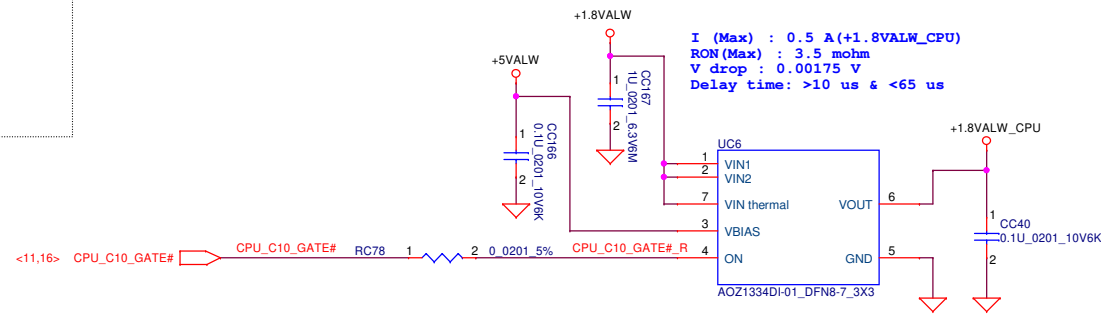 +1.8VALW
I (Max) : 0.5 A(+1.8VALW_CPU)
RON(Max) : 3.5 mohm
V drop : 0.00175 V
Delay time: >10 us & <65 us
+5VALW
1
CC167
1U_0201_6.3V6M
2
1
CC166
0.1U_0201_10V6K
2
+1.8VALW_CPU
UC6
1
VIN1
2
VIN2
7
VIN thermal
VOUT
6
3
VBIAS
1
CC40
0.1U_0201_10V6K
2
<11,16>
CPU_C10_GATE#
CPU_C10_GATE#
RC78
1
2
0_0201_5%
CPU_C10_GATE#_R
4
ON
GND
5
AOZ1334DI-01_DFN8-7_3X3